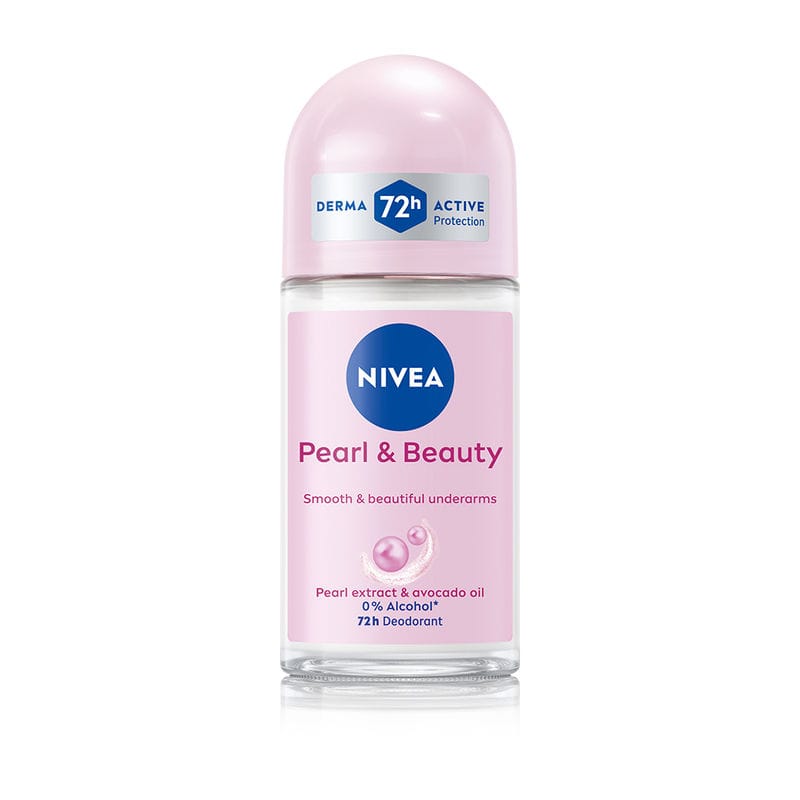 DERMA 72h ACTIVE
Protection
NIVEA
Pearl & Beauty
Smooth & beautiful underarms
Pearl extract & avocado oil
0% Alcohol*
72h Deodorant